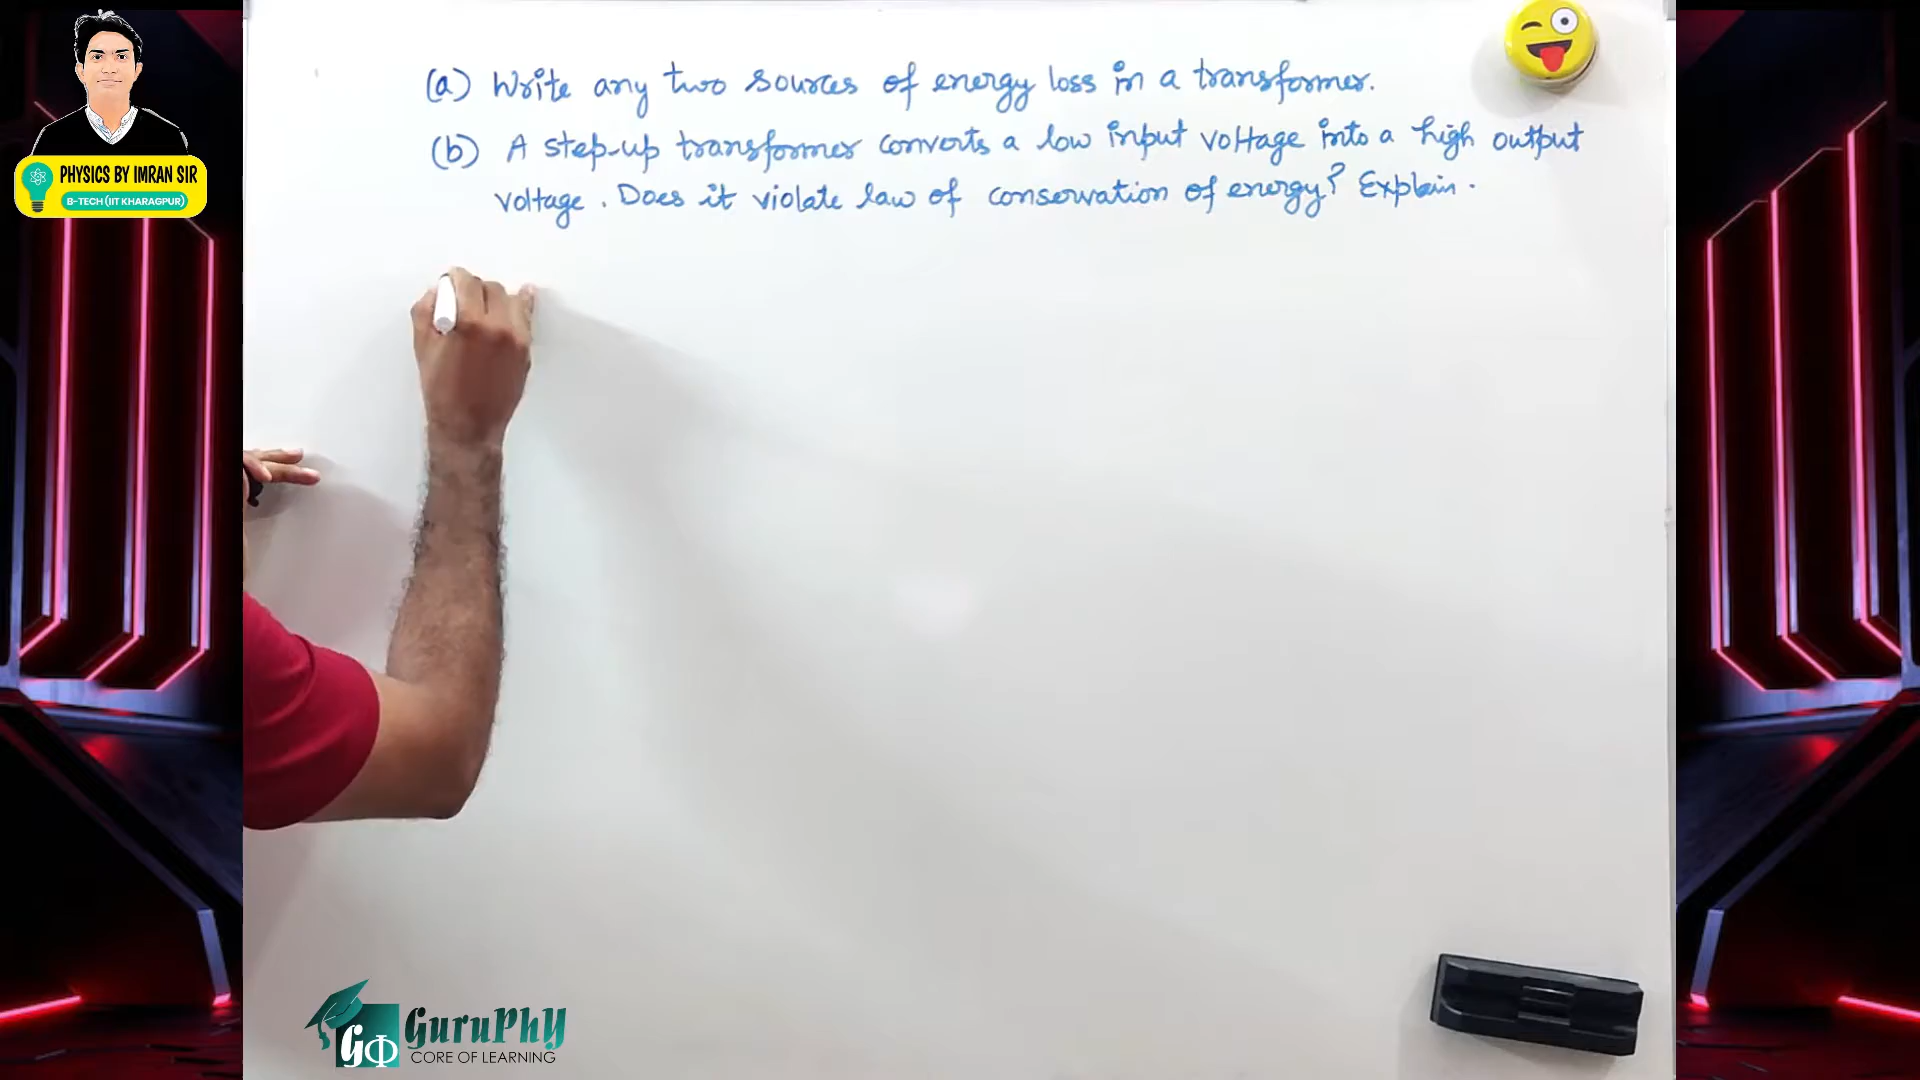 (a) Write any two sources of energy loss in a transformer.
(b) A step-up transformer converts a low input voltage into a high output
voltage. Does it violate law of conservation of energy? Explain.
PHYSICS BY IMRAN SIR
B-TECH (IIT KHARAGPUR)
GΦ GuruPhy
CORE OF LEARNING